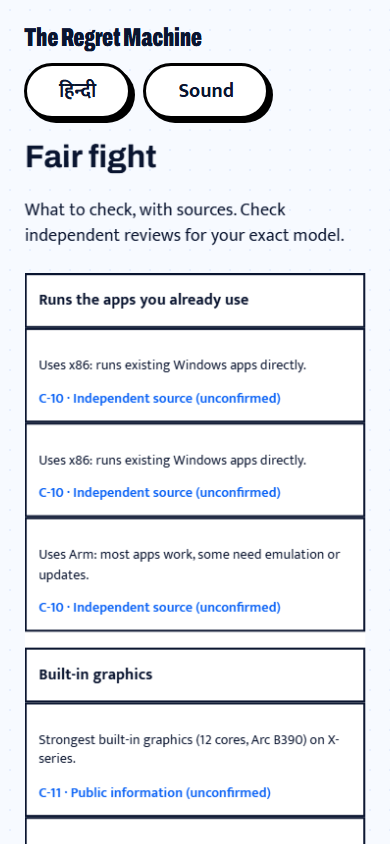 The Regret Machine
हिन्दी
Sound
Fair fight
What to check, with sources. Check
independent reviews for your exact model.
Runs the apps you already use
Uses x86: runs existing Windows apps directly.
C-10 · Independent source (unconfirmed)
Uses x86: runs existing Windows apps directly.
C-10 · Independent source (unconfirmed)
Uses Arm: most apps work, some need emulation or
updates.
C-10 · Independent source (unconfirmed)
Built-in graphics
Strongest built-in graphics (12 cores, Arc B390) on X-
series.
C-11 · Public information (unconfirmed)